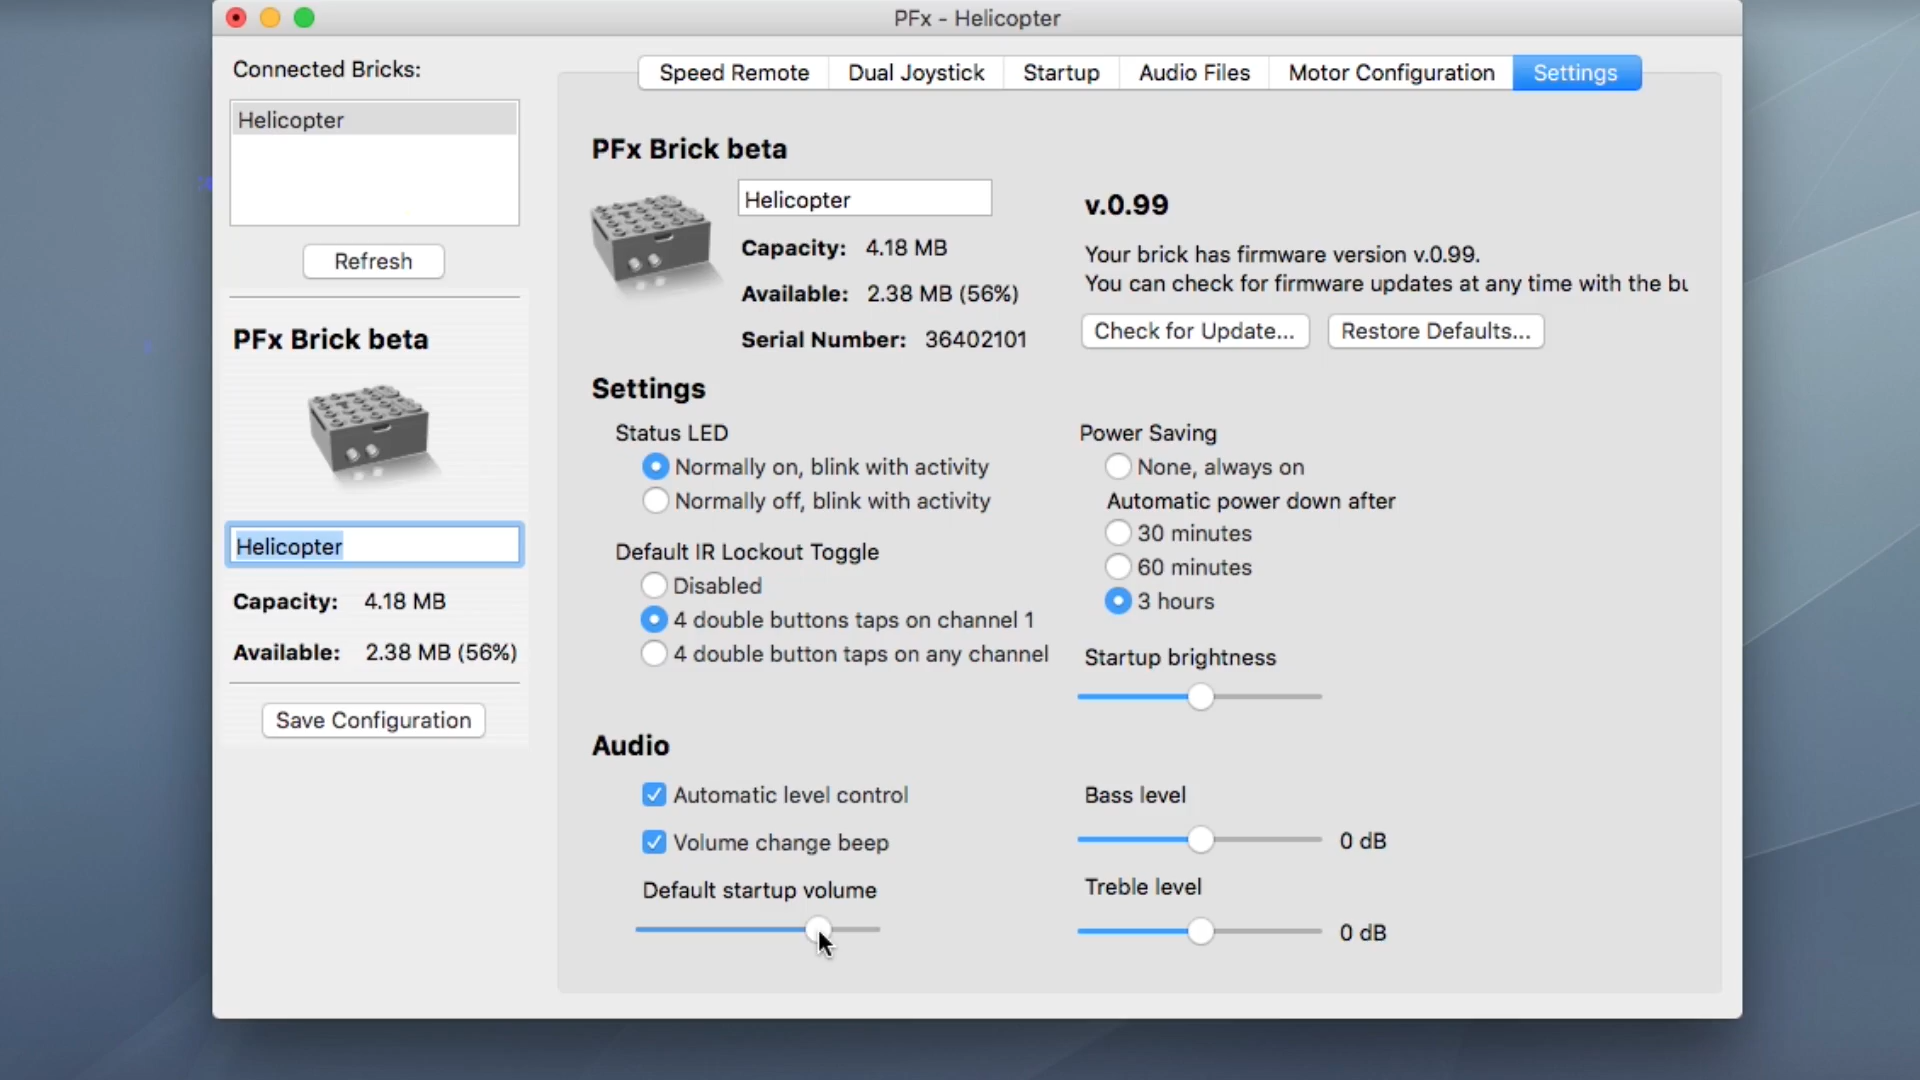 PFx - Helicopter
Connected Bricks:
Helicopter
Refresh
PFx Brick beta
Helicopter
Capacity: 4.18 MB
Available: 2.38 MB (56%)
Save Configuration
Speed Remote
Dual Joystick
Startup
Audio Files
Motor Configuration
Settings
PFx Brick beta
Helicopter
Capacity: 4.18 MB
Available: 2.38 MB (56%)
Serial Number: 36402101
v.0.99
Your brick has firmware version v.0.99.
You can check for firmware updates at any time with the bu
Check for Update...
Restore Defaults...
Settings
Status LED
Normally on, blink with activity
Normally off, blink with activity
Default IR Lockout Toggle
Disabled
4 double buttons taps on channel 1
4 double button taps on any channel
Power Saving
None, always on
Automatic power down after
30 minutes
60 minutes
3 hours
Startup brightness
Audio
Automatic level control
Volume change beep
Default startup volume
Bass level
0 dB
Treble level
0 dB